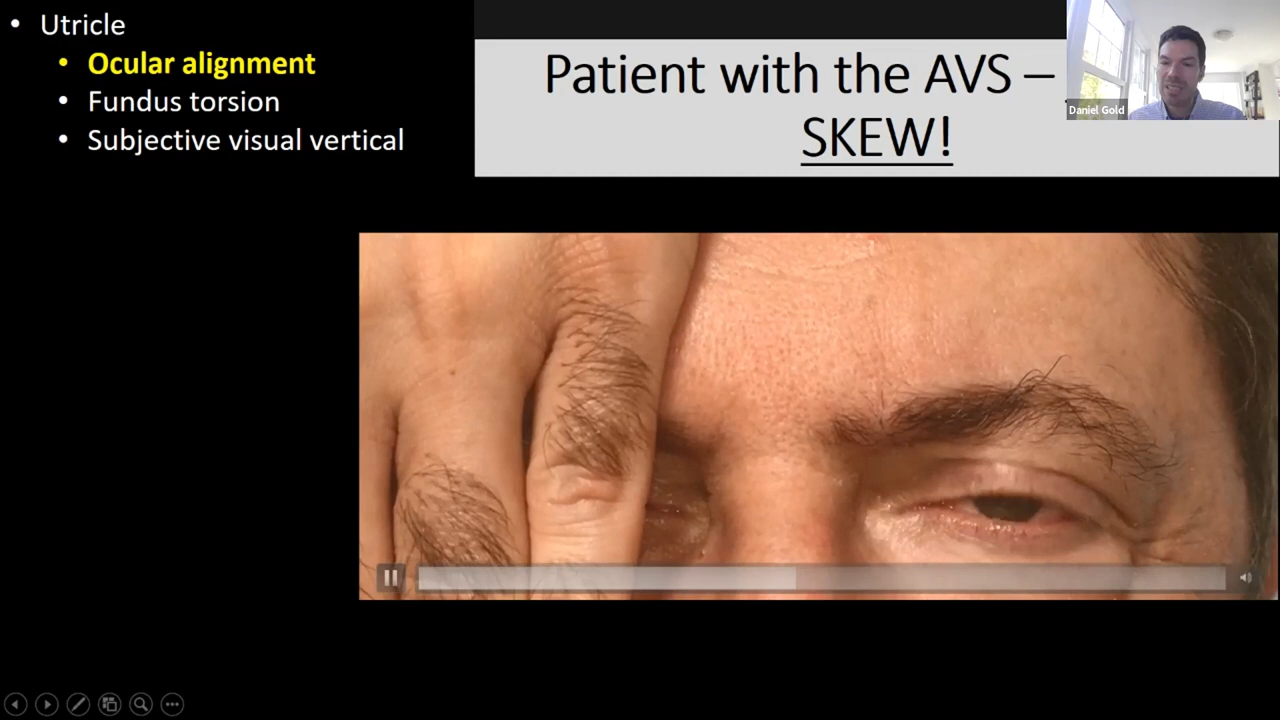 • Utricle
• Ocular alignment
• Fundus torsion
• Subjective visual vertical
Patient with the AVS –
SKEW!
Daniel Gold